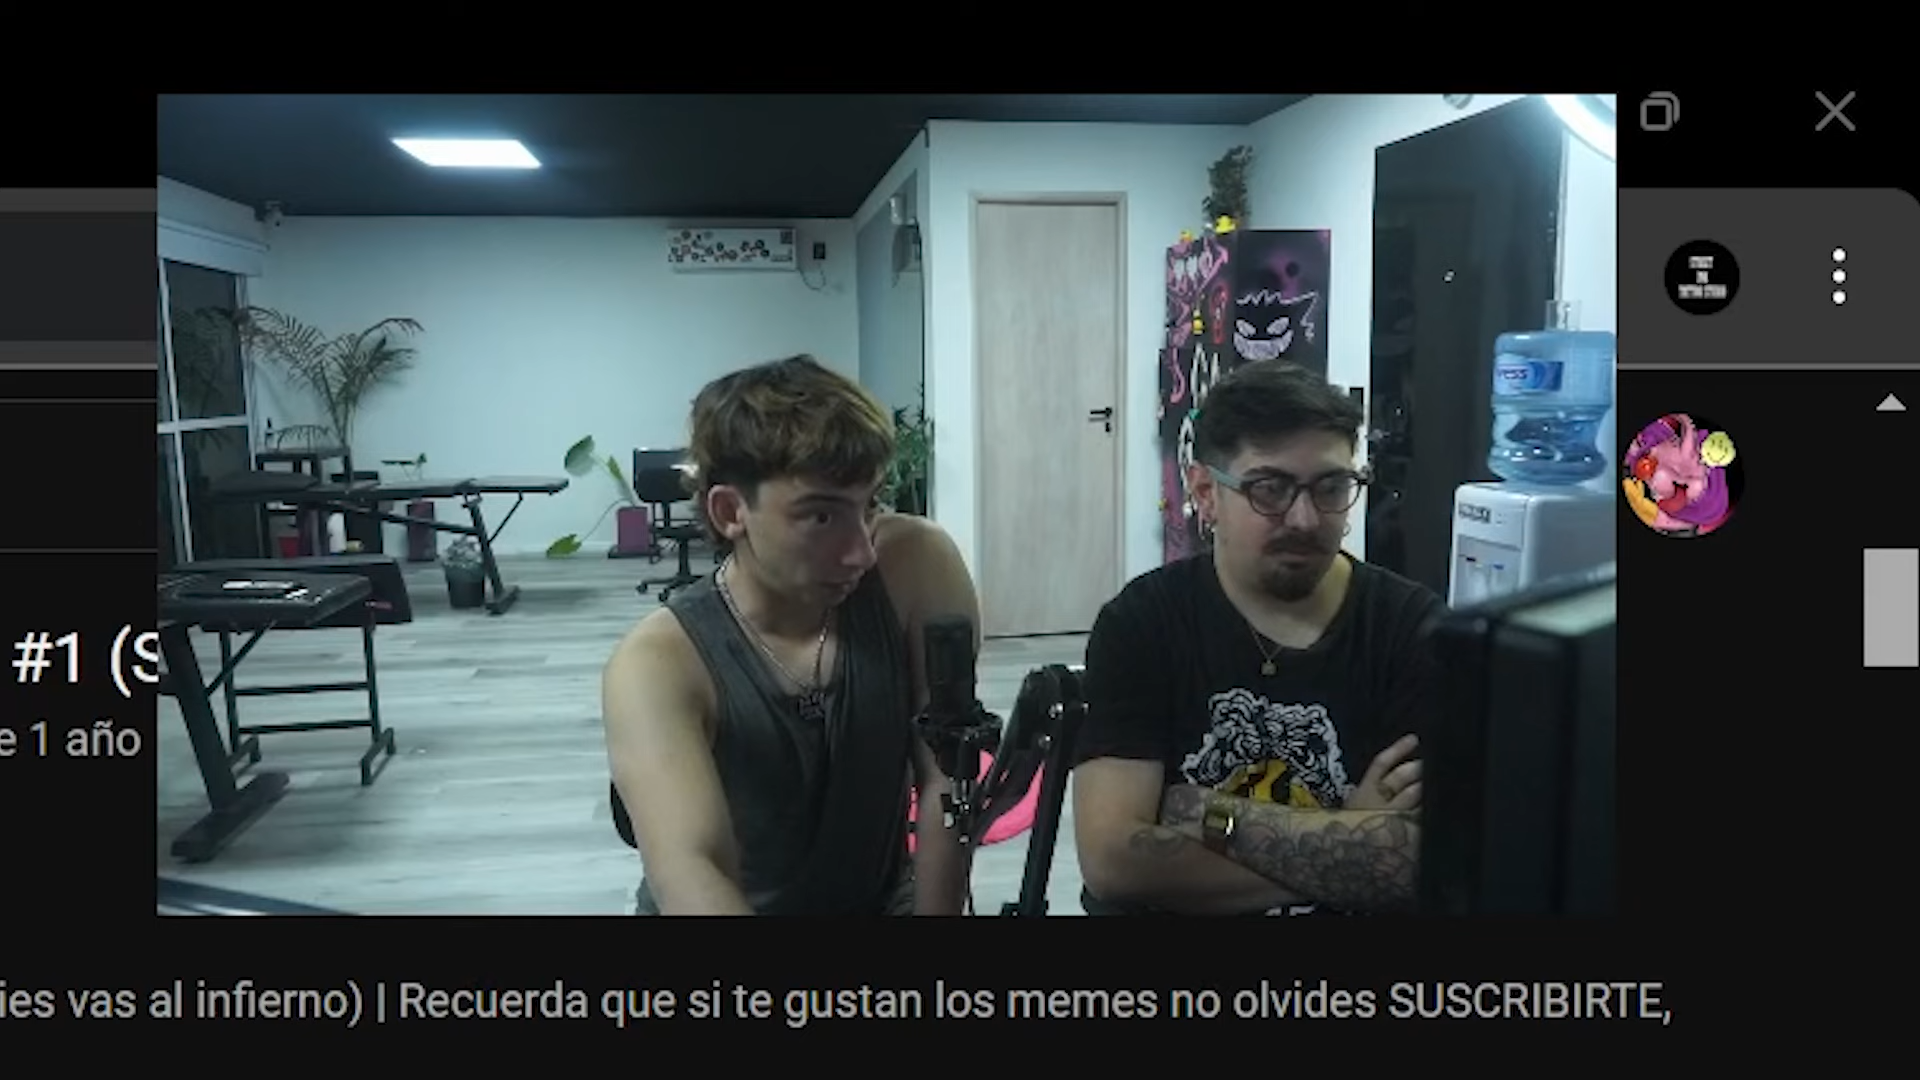 #1 (S
e 1 año
ies vas al infierno) | Recuerda que si te gustan los memes no olvides SUSCRIBIRTE,